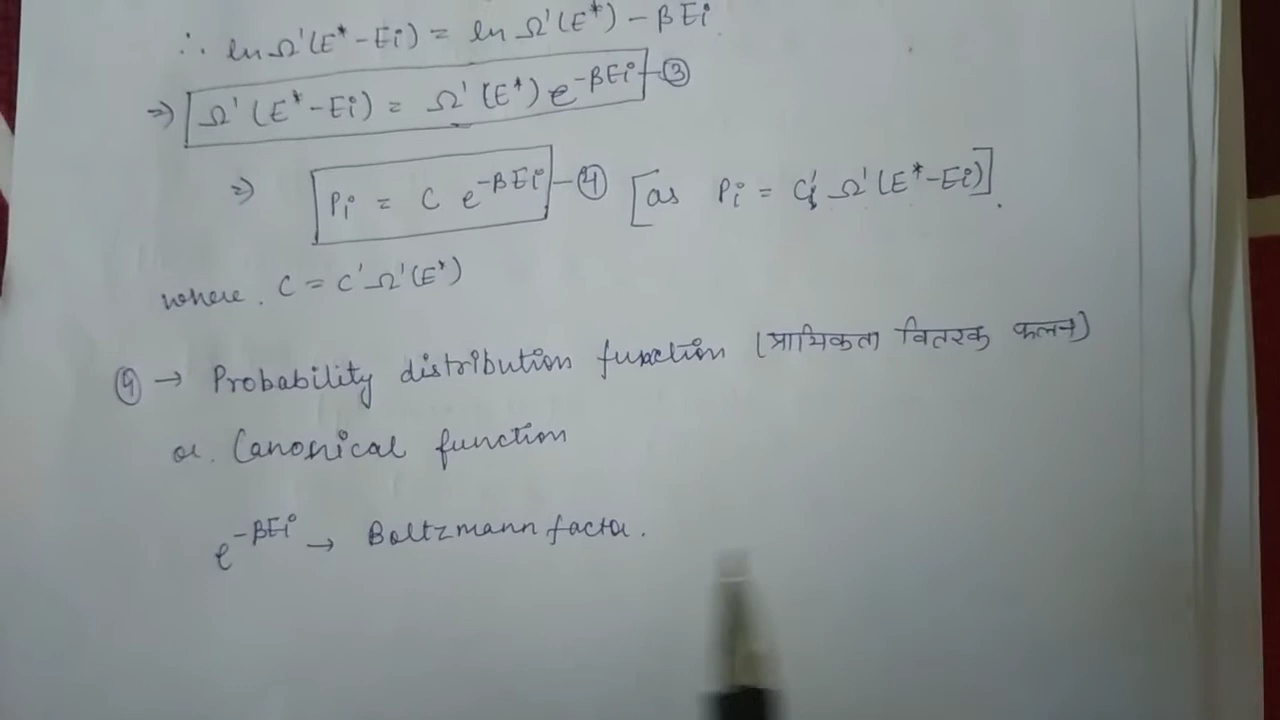 ∴ ln Ω'(E* - Ei) = ln Ω'(E*) - βEi
⇒ Ω'(E* - Ei) = Ω'(E*) e^-βEi - ③
⇒ Pi = C e^-βEi - ④ [as Pi = C' Ω'(E* - Ei)].
where, C = C' Ω'(E*)
④ → Probability distribution function (प्रायिकता वितरक फलन)
or. Canonical function
e^-βEi → Boltzmann factor.